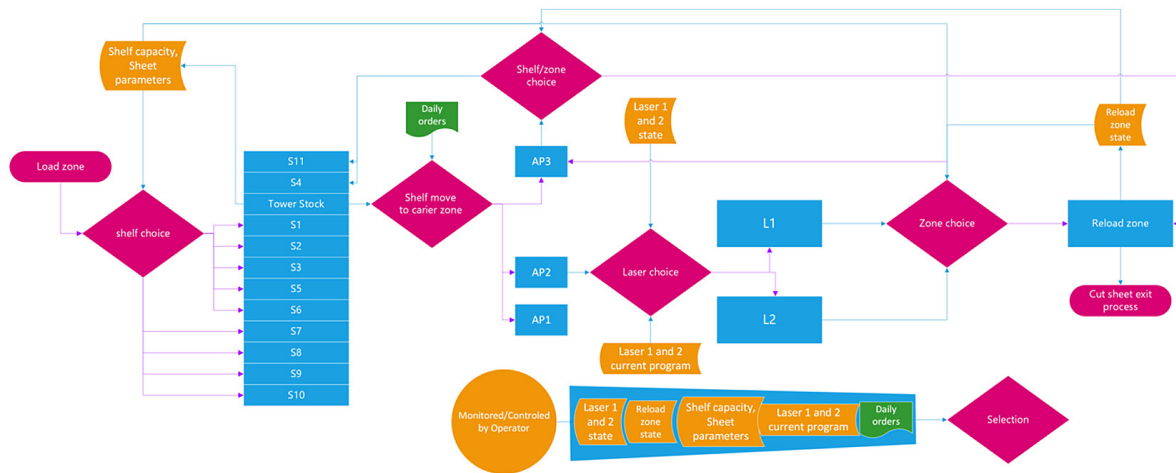 Shelf capacity,
Sheet
parameters
Load zone
shelf choice
S11
S4
Tower Stock
S1
S2
S3
S5
S6
S7
S8
S9
S10
Daily
orders
Shelf move
to carier zone
Shelf/zone
choice
AP3
AP2
AP1
Laser 1
and 2
state
Laser choice
Laser 1 and 2
current program
L1
L2
Zone choice
Reload
zone
state
Reload zone
Cut sheet exit
process
Monitored/Controled
by Operator
Laser 1
and 2
state
Reload
zone
state
Shelf capacity,
Sheet
parameters
Laser 1 and 2
current program
Daily
orders
Selection